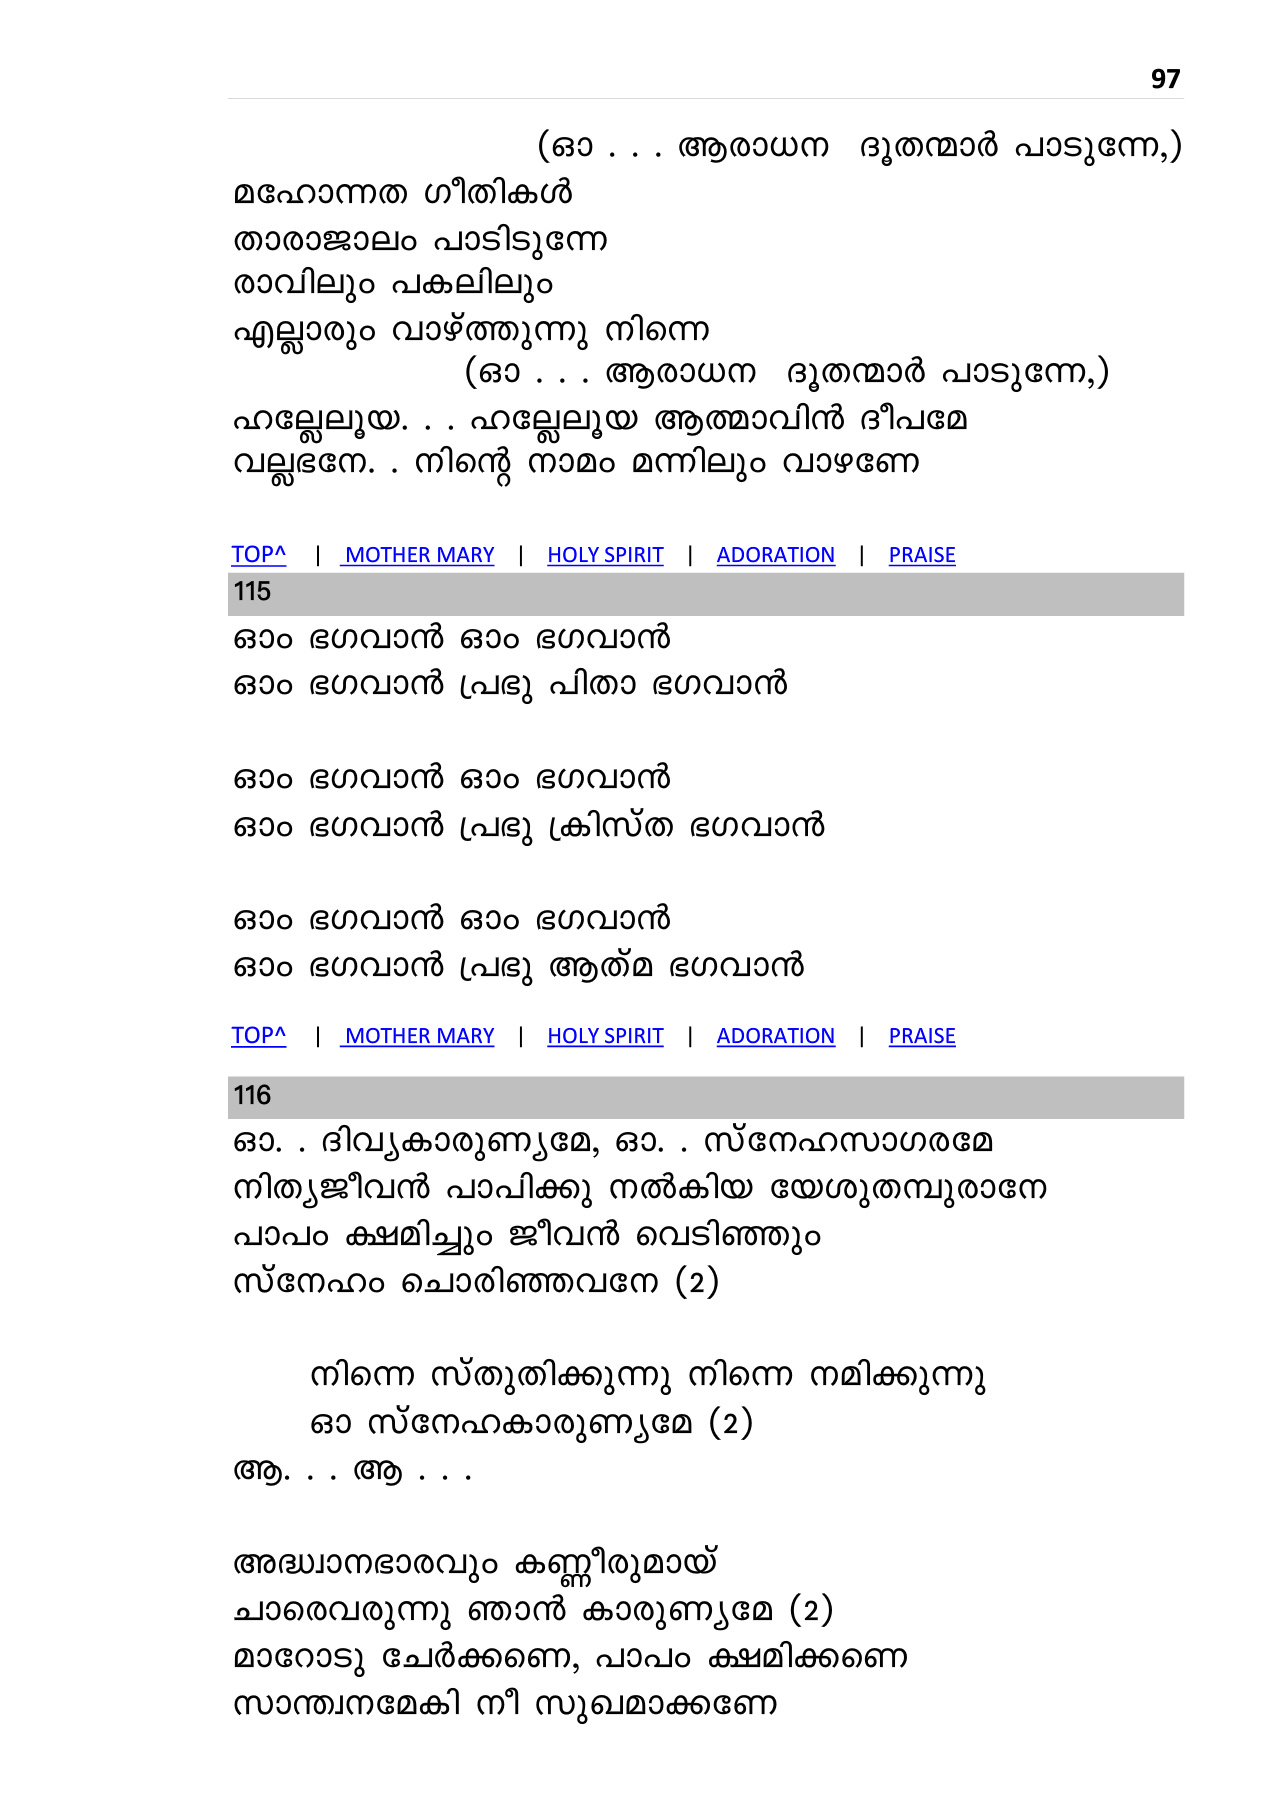 97
(ഓ . . . ആരാധന ദൂതന്മാർ പാടുന്നേ,)
മഹോന്നത ഗീതികൾ
താരാജാലം പാടിടുന്നേ
രാവിലും പകലിലും
എല്ലാരും വാഴ്ത്തുന്നു നിന്നെ
(ഓ . . . ആരാധന ദൂതന്മാർ പാടുന്നേ,)
ഹല്ലേലൂയ. . . ഹല്ലേലൂയ ആത്മാവിൻ ദീപമേ
വല്ലഭനേ. . നിന്റെ നാമം മന്നിലും വാഴണേ
TOP^ | MOTHER MARY | HOLY SPIRIT | ADORATION | PRAISE
115
ഓം ഭഗവാൻ ഓം ഭഗവാൻ
ഓം ഭഗവാൻ പ്രഭു പിതാ ഭഗവാൻ
ഓം ഭഗവാൻ ഓം ഭഗവാൻ
ഓം ഭഗവാൻ പ്രഭു ക്രിസ്ത ഭഗവാൻ
ഓം ഭഗവാൻ ഓം ഭഗവാൻ
ഓം ഭഗവാൻ പ്രഭു ആത്‌മ ഭഗവാൻ
TOP^ | MOTHER MARY | HOLY SPIRIT | ADORATION | PRAISE
116
ഓ. . ദിവ്യകാരുണ്യമേ, ഓ. . സ്നേഹസാഗരമേ
നിത്യജീവൻ പാപിക്കു നൽകിയ യേശുതമ്പുരാനേ
പാപം ക്ഷമിച്ചും ജീവൻ വെടിഞ്ഞും
സ്നേഹം ചൊരിഞ്ഞവനേ (2)
നിന്നെ സ്തുതിക്കുന്നു നിന്നെ നമിക്കുന്നു
ഓ സ്നേഹകാരുണ്യമേ (2)
ആ. . . ആ . . .
അദ്ധ്വാനഭാരവും കണ്ണീരുമായ്
ചാരെവരുന്നു ഞാൻ കാരുണ്യമേ (2)
മാറോടു ചേർക്കണെ, പാപം ക്ഷമിക്കണെ
സാന്ത്വനമേകി നീ സുഖമാക്കണേ